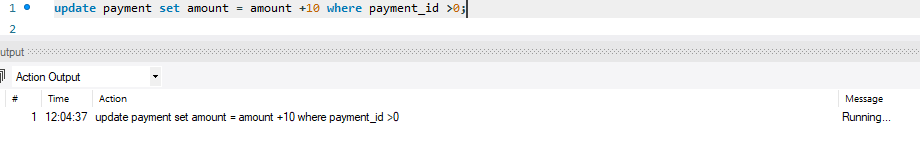 1 update payment set amount = amount +10 where payment_id >0;
2
utput
Action Output
# Time Action Message
1 12:04:37 update payment set amount = amount +10 where payment_id >0 Running...